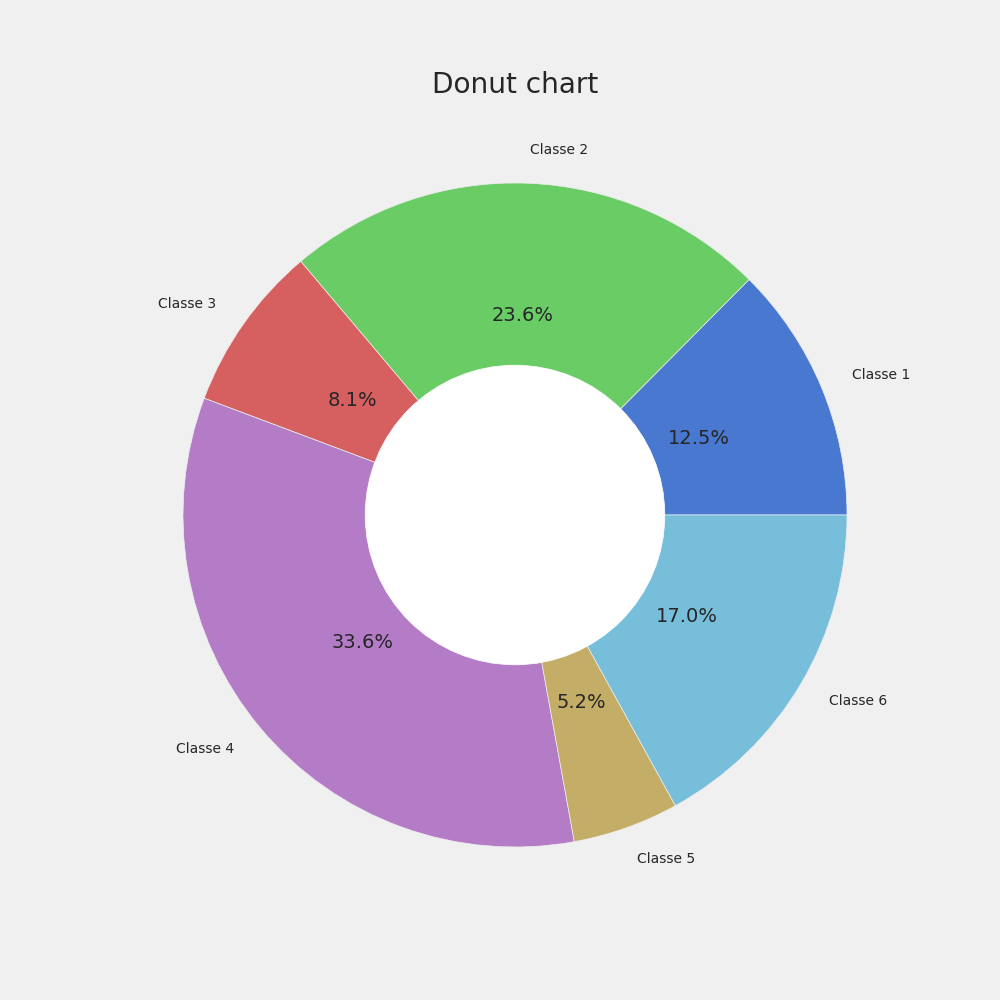 Donut chart
Classe 2
Classe 3
23.6%
Classe 1
8.1%
12.5%
17.0%
33.6%
Classe 6
5.2%
Classe 4
Classe 5